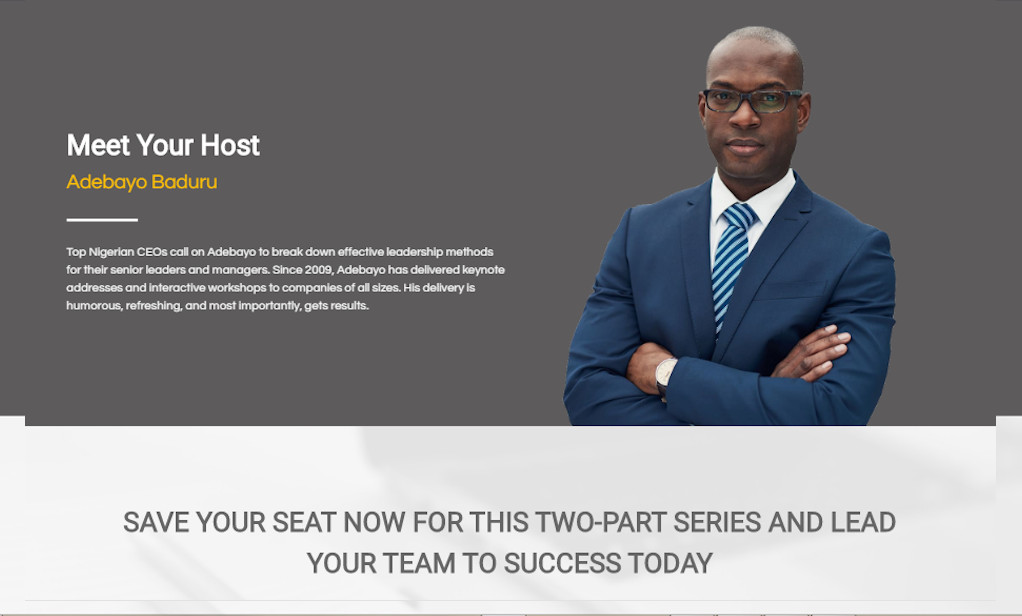 Meet Your Host
Adebayo Baduru
Top Nigerian CEOs call on Adebayo to break down effective leadership methods
for their senior leaders and managers. Since 2009, Adebayo has delivered keynote
addresses and interactive workshops to companies of all sizes. His delivery is
humorous, refreshing, and most importantly, gets results.
SAVE YOUR SEAT NOW FOR THIS TWO-PART SERIES AND LEAD
YOUR TEAM TO SUCCESS TODAY